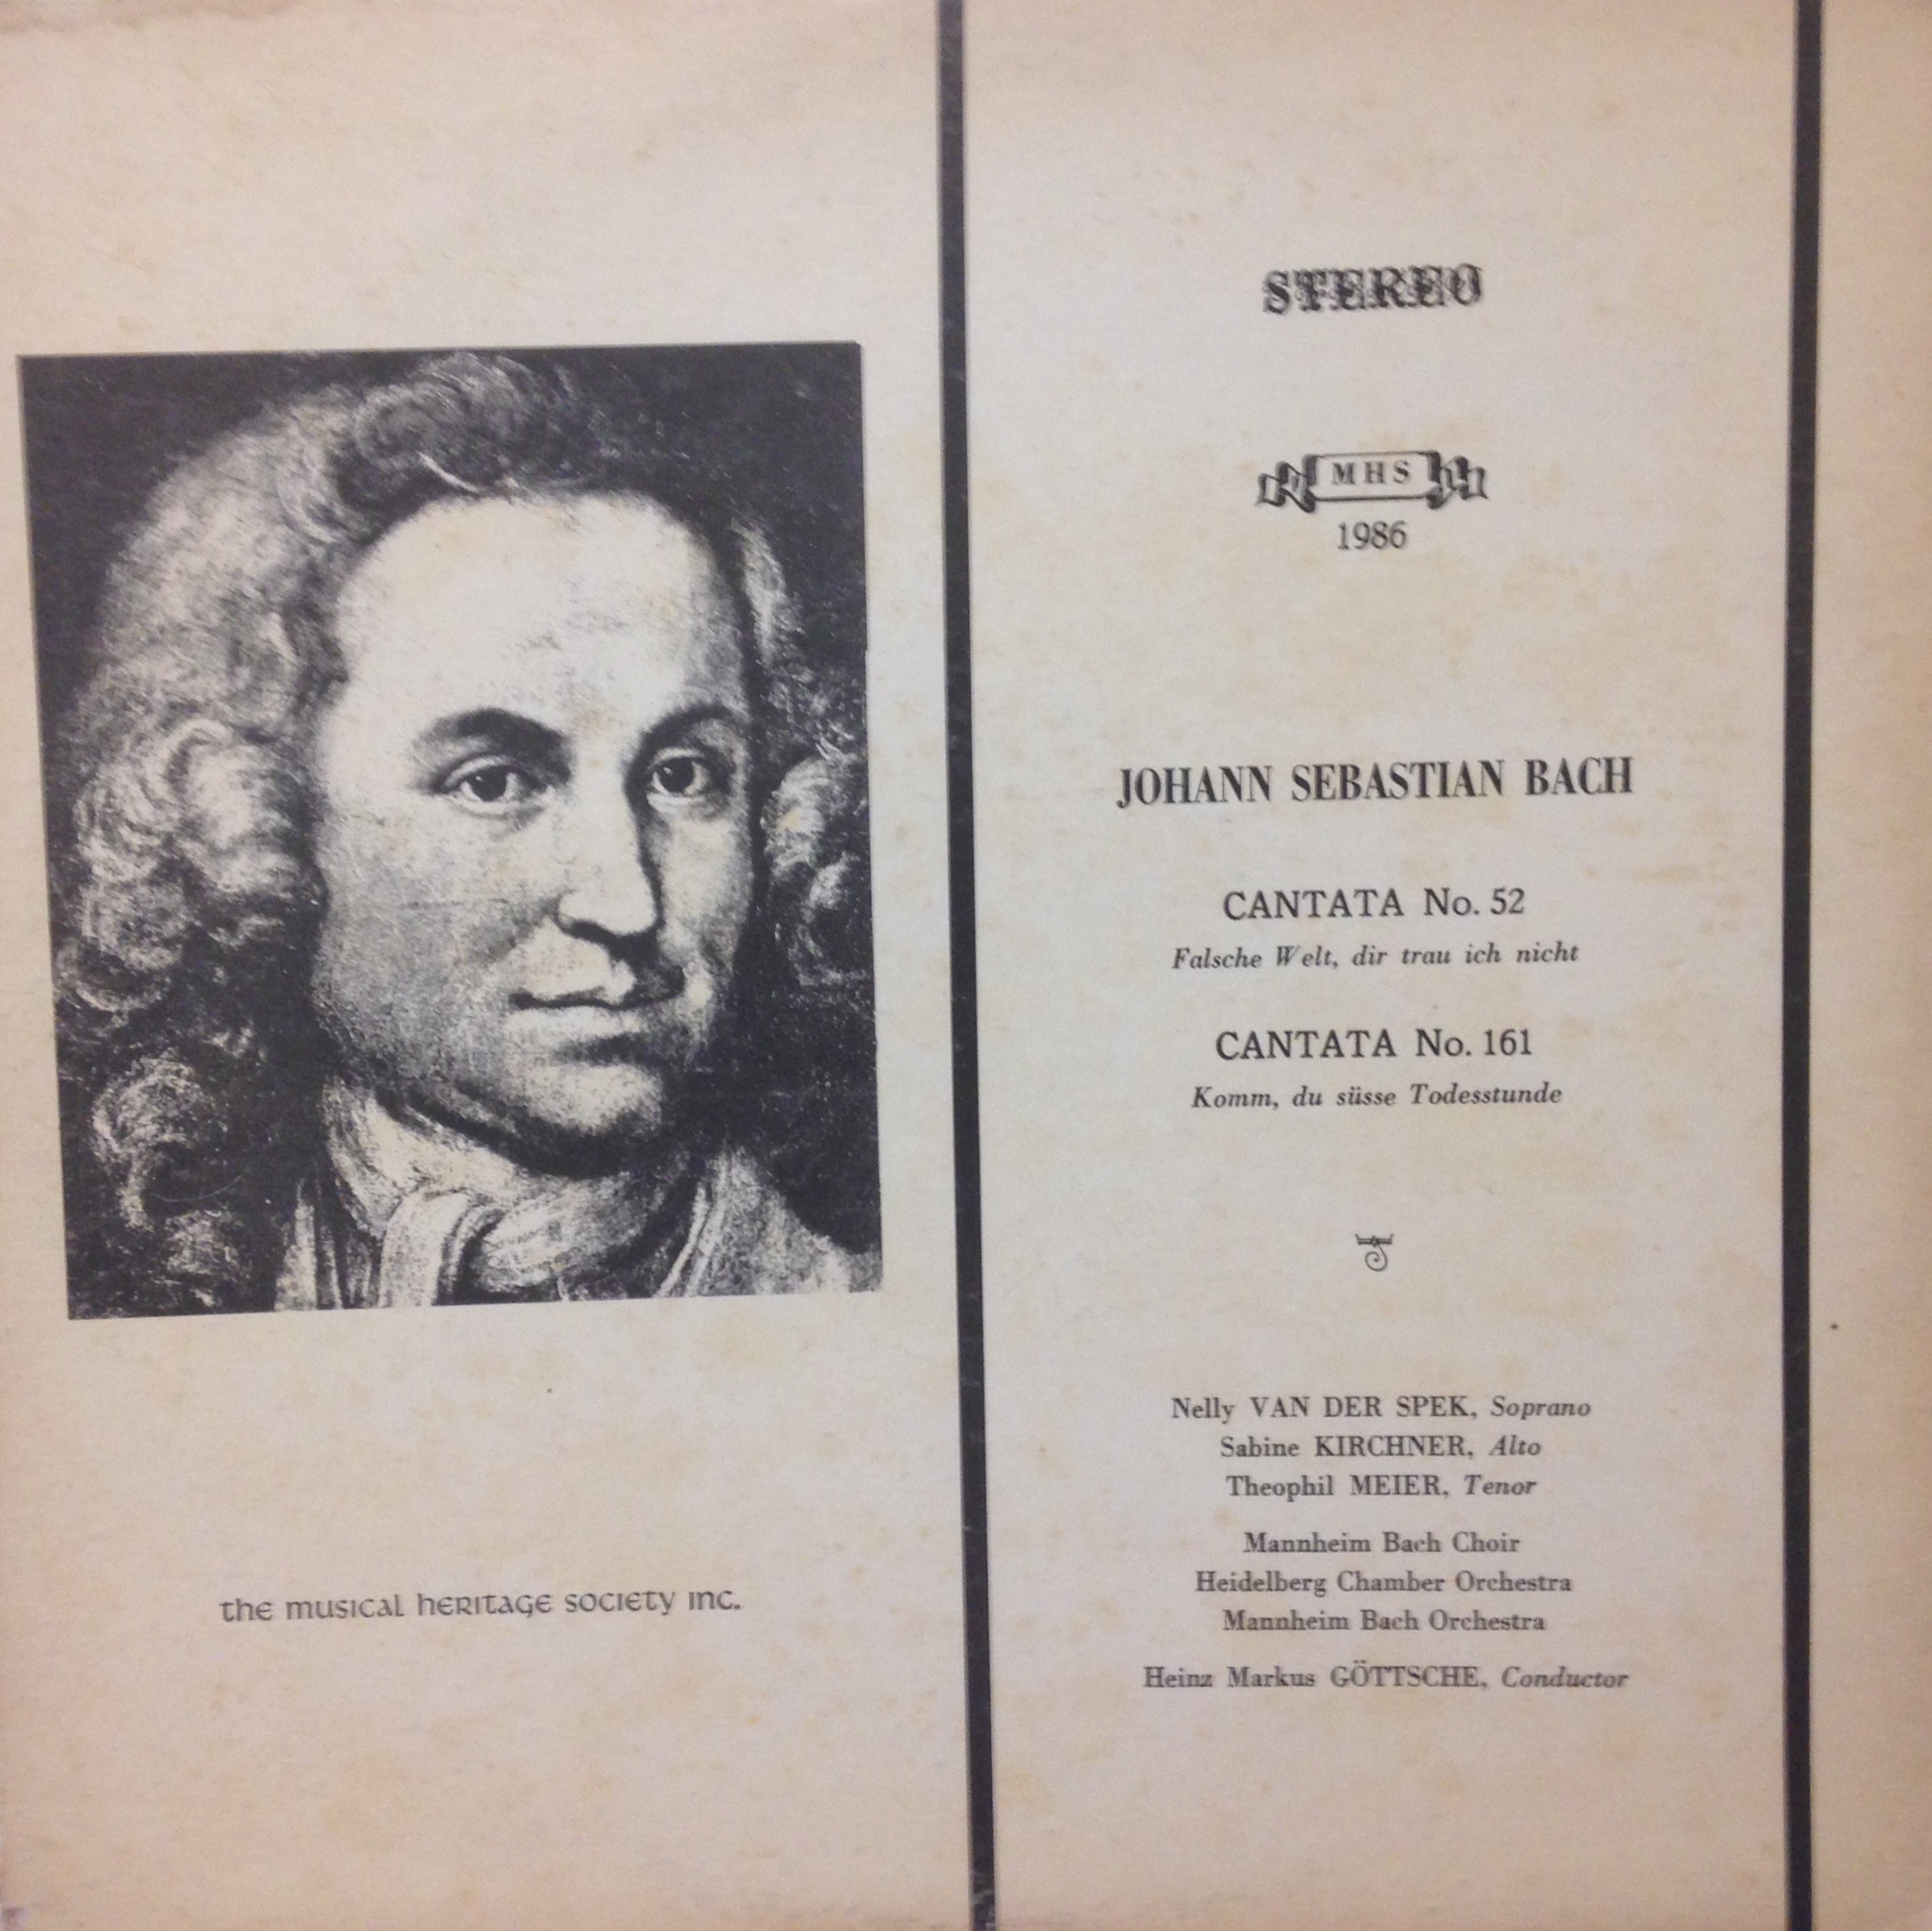 STEREO
MHS
1986
JOHANN SEBASTIAN BACH
CANTATA No. 52
Falsche Welt, dir trau ich nicht
CANTATA No. 161
Komm, du süsse Todesstunde
Nelly VAN DER SPEK, Soprano
Sabine KIRCHNER, Alto
Theophil MEIER, Tenor
Mannheim Bach Choir
Heidelberg Chamber Orchestra
Mannheim Bach Orchestra
Heinz Markus GÖTTSCHE, Conductor
the musical heritage society inc.